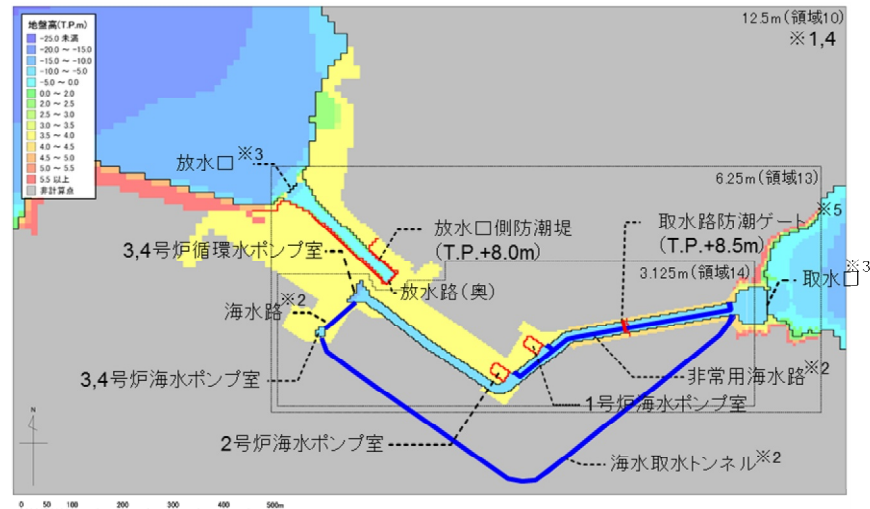 地盤高(T.P.m)
-25.0 未満
-20.0 ～ -15.0
-15.0 ～ -10.0
-10.0 ～ -5.0
-5.0 ～ 0.0
0.0 ～ 2.0
2.0 ～ 2.5
2.5 ～ 3.0
3.0 ～ 3.5
3.5 ～ 4.0
4.0 ～ 4.5
4.5 ～ 5.0
5.0 ～ 5.5
5.5 以上
非計算点
12.5m(領域10)
※1,4
放水口※3
6.25m(領域13)
放水口側防潮堤
(T.P.+8.0m)
取水路防潮ゲート※5
(T.P.+8.5m)
3,4号炉循環水ポンプ室
3.125m(領域14)
取水口※3
放水路(奥)
海水路※2
3,4号炉海水ポンプ室
非常用海水路※2
1号炉海水ポンプ室
2号炉海水ポンプ室
海水取水トンネル※2
N
0 50 100 200 300 400 500m